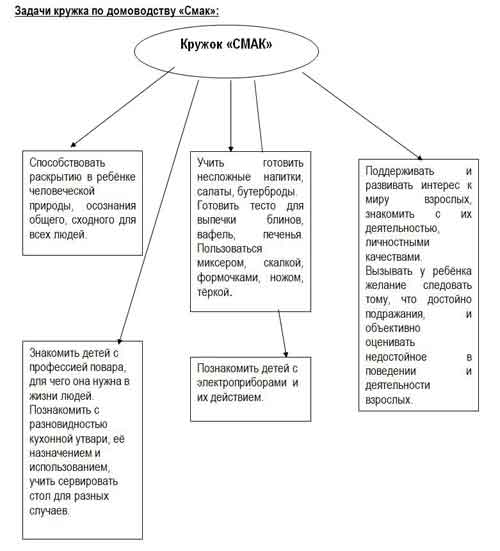 Задачи кружка по домоводству «Смак»:
Кружок «СМАК»
Способствовать
раскрытию в ребёнке
человеческой
природы, осознания
общего, сходного для
всех людей.
Учить готовить
несложные напитки,
салаты, бутерброды.
Готовить тесто для
выпечки блинов,
вафель, печенья.
Пользоваться
миксером, скалкой,
формочками, ножом,
тёркой.
Поддерживать и
развивать интерес к
миру взрослых,
знакомить с их
деятельностью,
личностными
качествами.
Вызывать у ребёнка
желание следовать
тому, что достойно
подражания, и
объективно
оценивать
недостойное в
поведении и
деятельности
взрослых.
Знакомить детей с
профессией повара,
для чего она нужна в
жизни людей.
Познакомить с
разновидностью
кухонной утвари, её
назначением и
использованием,
учить сервировать
стол для разных
случаев.
Познакомить детей с
электроприборами и
их действием.